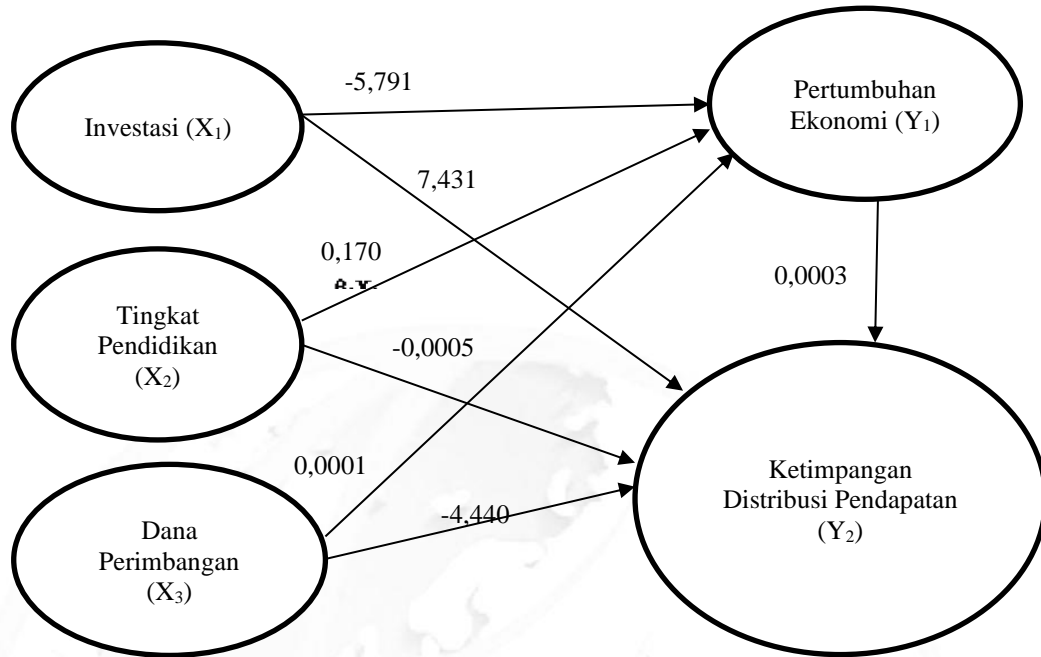 Investasi (X₁)
-5,791
Pertumbuhan
Ekonomi (Y₁)
7,431
0,170
Tingkat
Pendidikan
(X₂)
-0,0005
0,0003
0,0001
Dana
Perimbangan
(X₃)
-4,440
Ketimpangan
Distribusi Pendapatan
(Y₂)